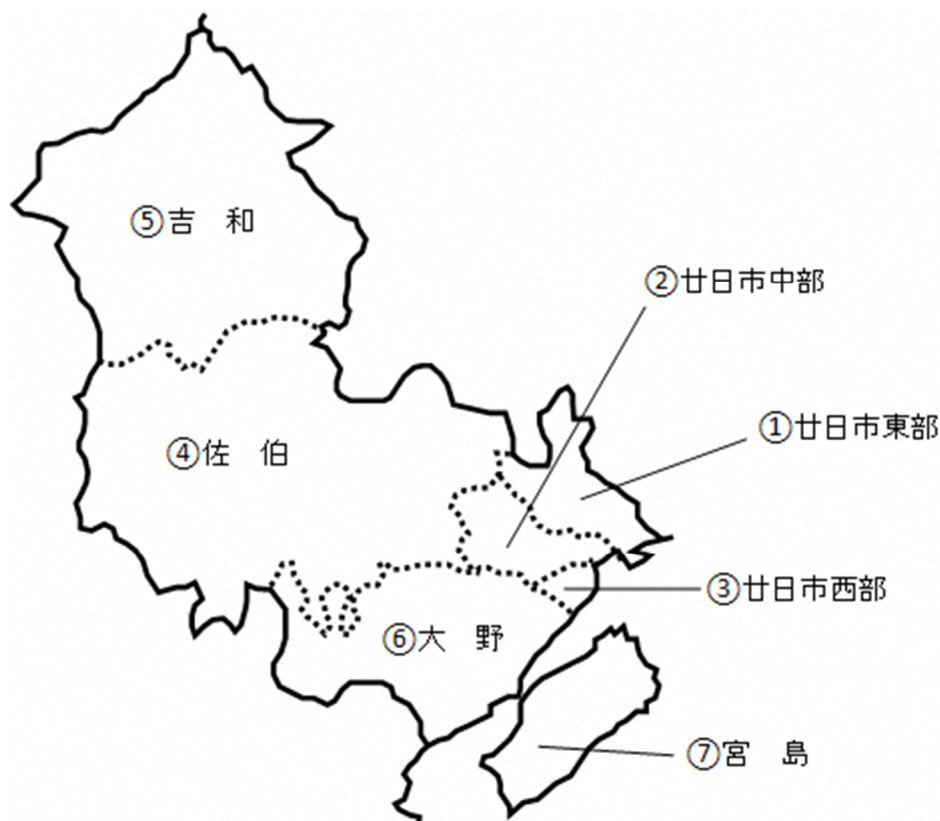 ⑤吉　和
②廿日市中部
①廿日市東部
④佐　伯
③廿日市西部
⑥大　野
⑦宮　島